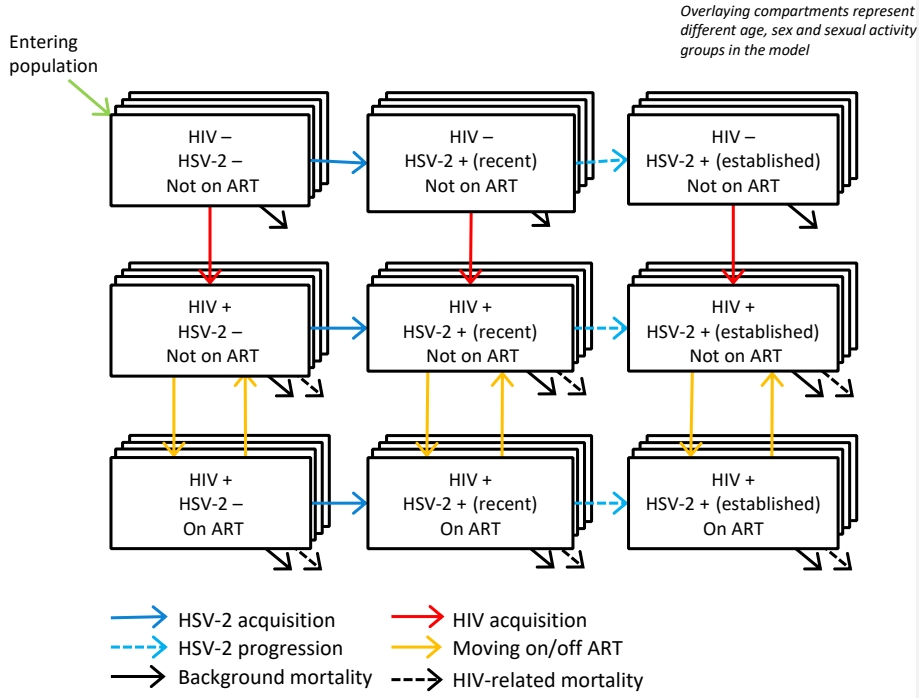 Overlaying compartments represent
different age, sex and sexual activity
groups in the model
Entering
population
HIV –
HSV-2 –
Not on ART
HIV –
HSV-2 + (recent)
Not on ART
HIV –
HSV-2 + (established)
Not on ART
HIV +
HSV-2 –
Not on ART
HIV +
HSV-2 + (recent)
Not on ART
HIV +
HSV-2 + (established)
Not on ART
HIV +
HSV-2 –
On ART
HIV +
HSV-2 + (recent)
On ART
HIV +
HSV-2 + (established)
On ART
HSV-2 acquisition
HIV acquisition
HSV-2 progression
Moving on/off ART
Background mortality
HIV-related mortality